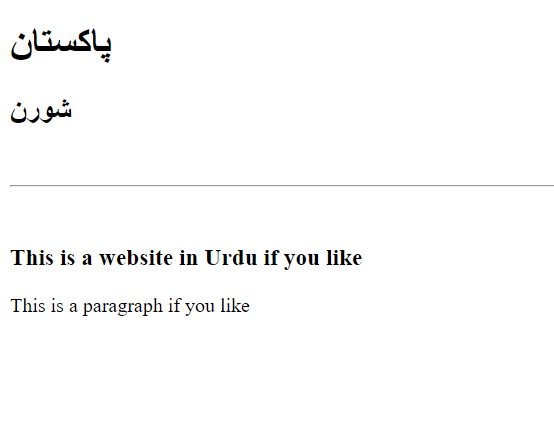 پاکستان
شورن
This is a website in Urdu if you like
This is a paragraph if you like